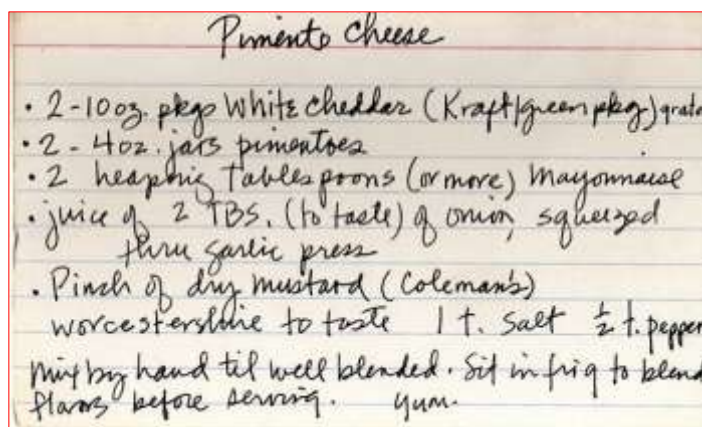 Pimento Cheese
• 2-10oz. pkgs White cheddar (Kraft/green pkg) grate
• 2 - 4oz. jars pimentoes
• 2 heaping Tablespoons (or more) Mayonnaise
• juice of 2 TBS. (to taste) of onion, squeezed
thru garlic press
• Pinch of dry mustard (Coleman's)
worcestershire to taste 1 t. Salt ½ t. pepper
Mix by hand til well blended. Sit in frig to blend
flavors before serving. Yum.